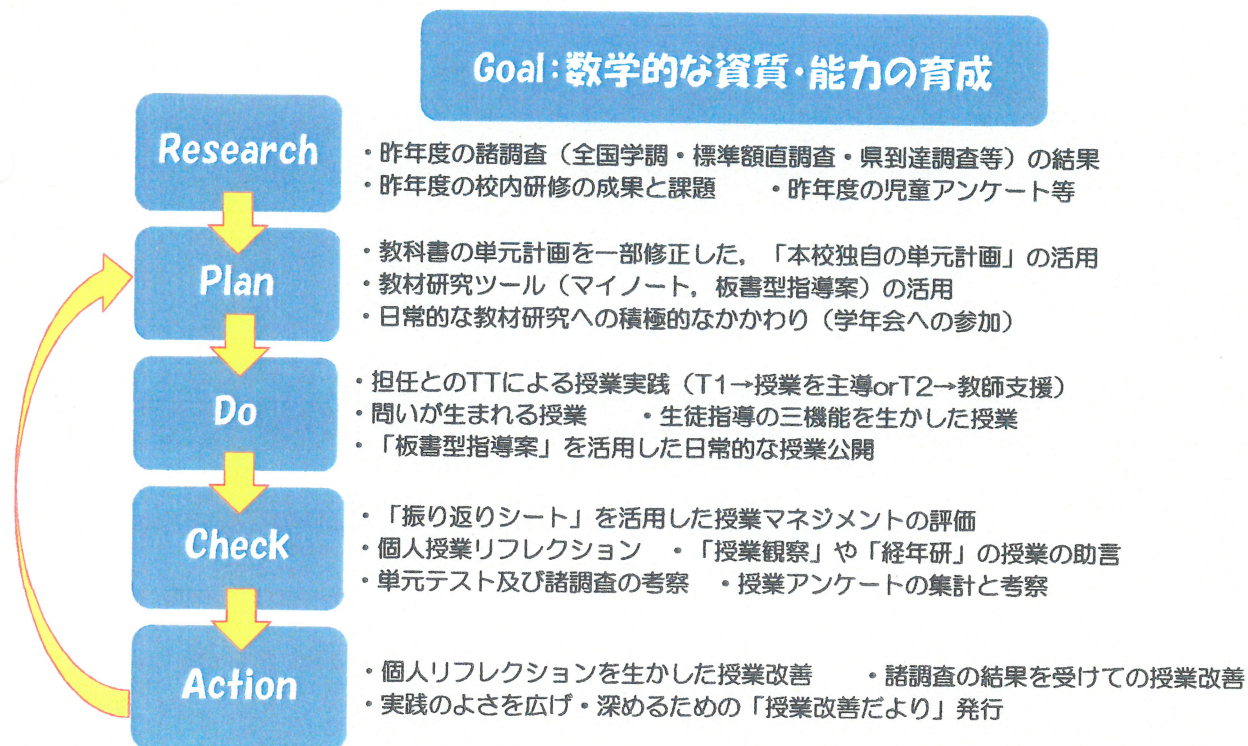 Goal:数学的な資質・能力の育成
Research
・昨年度の諸調査（全国学調・標準額直調査・県到達調査等）の結果
・昨年度の校内研修の成果と課題　・昨年度の児童アンケート等
Plan
・教科書の単元計画を一部修正した，「本校独自の単元計画」の活用
・教材研究ツール（マイノート，板書型指導案）の活用
・日常的な教材研究への積極的なかかわり（学年会への参加）
Do
・担任とのTTによる授業実践（T1→授業を主導orT2→教師支援）
・問いが生まれる授業　・生徒指導の三機能を生かした授業
・「板書型指導案」を活用した日常的な授業公開
Check
・「振り返りシート」を活用した授業マネジメントの評価
・個人授業リフレクション　・「授業観察」や「経年研」の授業の助言
・単元テスト及び諸調査の考察　・授業アンケートの集計と考察
Action
・個人リフレクションを生かした授業改善　・諸調査の結果を受けての授業改善
・実践のよさを広げ・深めるための「授業改善だより」発行